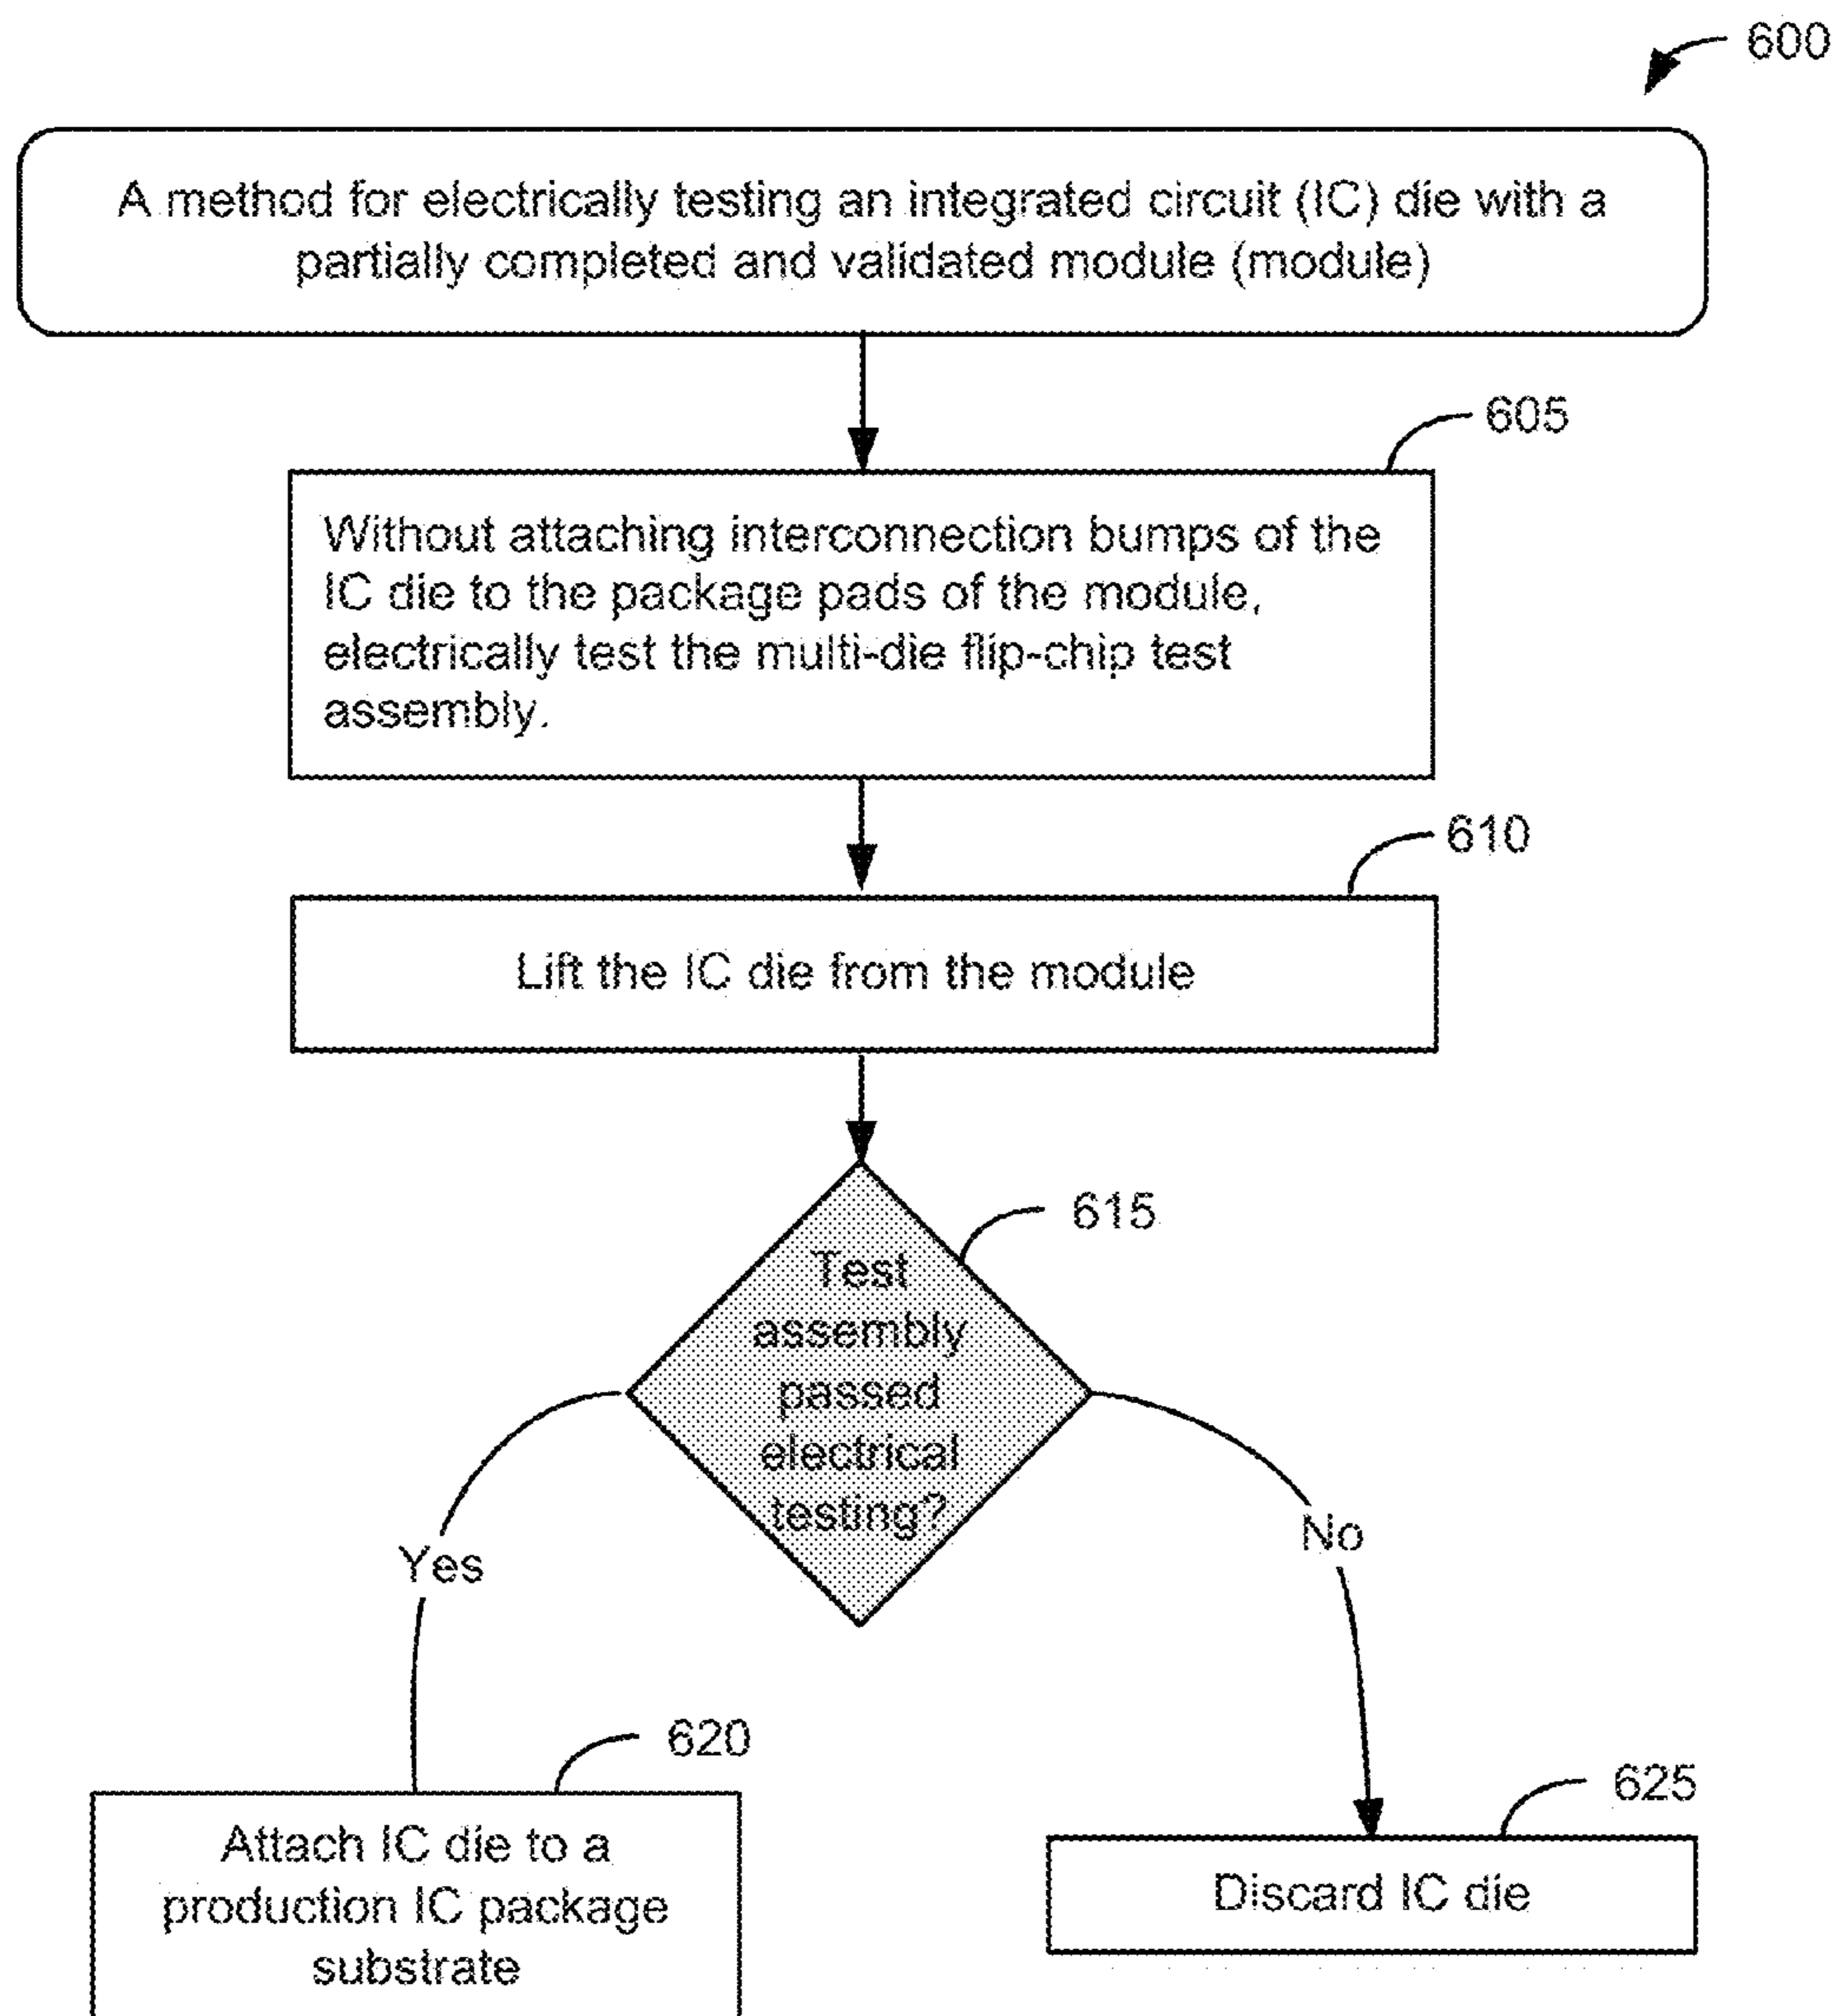 600
A method for electrically testing an integrated circuit (IC) die with a
partially completed and validated module (module)
605
Without attaching interconnection bumps of the
IC die to the package pads of the module,
electrically test the multi-die flip-chip test
assembly.
610
Lift the IC die from the module
615
Test
assembly
passed
electrical
testing?
Yes
No
620
Attach IC die to a
production IC package
substrate
625
Discard IC die